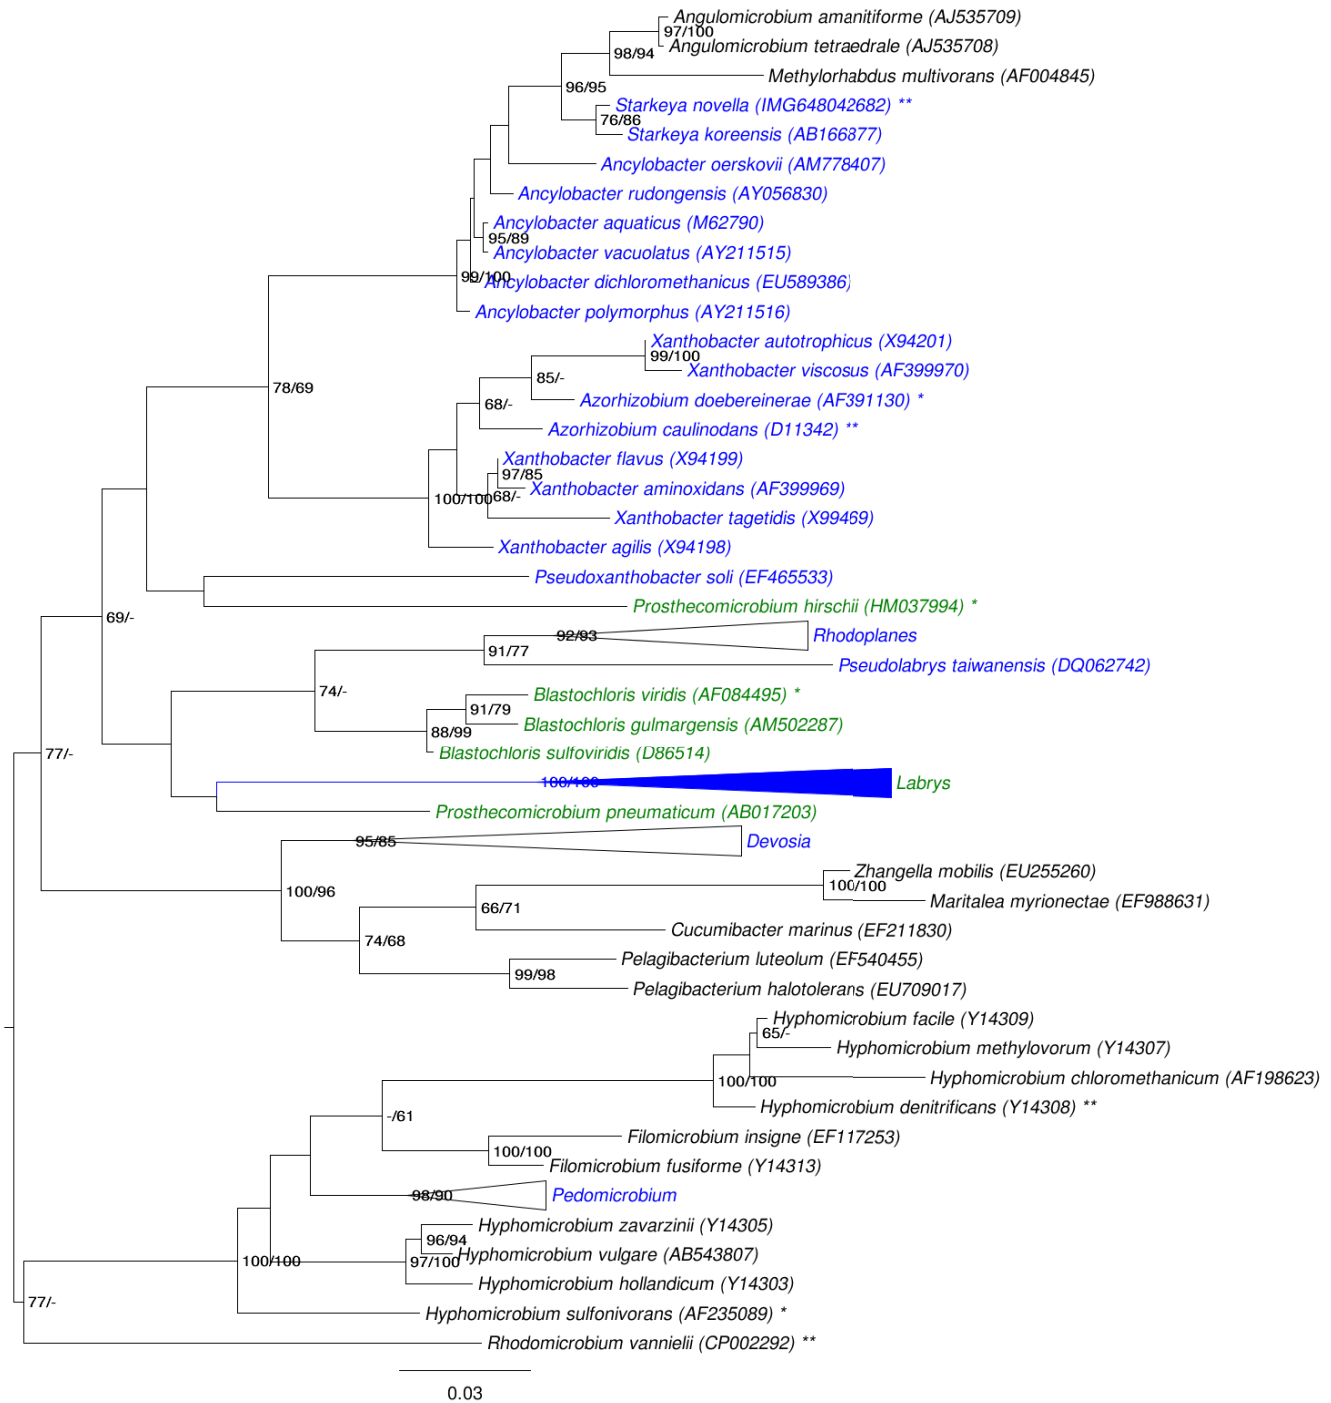 Angulomicrobium amanitiforme (AJ535709)
97/100
Angulomicrobium tetraedrale (AJ535708)
98/94
Methylorhabdus multivorans (AF004845)
96/95
Starkeya novella (IMG648042682) **
76/86
Starkeya koreensis (AB166877)
Ancylobacter oerskovii (AM778407)
Ancylobacter rudongensis (AY056830)
Ancylobacter aquaticus (M62790)
95/89
Ancylobacter vacuolatus (AY211515)
99/100
Ancylobacter dichloromethanicus (EU589386)
Ancylobacter polymorphus (AY211516)
Xanthobacter autotrophicus (X94201)
99/100
Xanthobacter viscosus (AF399970)
85/-
78/69
Azorhizobium doebereinerae (AF391130) *
68/-
Azorhizobium caulinodans (D11342) **
Xanthobacter flavus (X94199)
97/85
Xanthobacter aminoxidans (AF399969)
100/100
68/-
Xanthobacter tagetidis (X99469)
Xanthobacter agilis (X94198)
Pseudoxanthobacter soli (EF465533)
Prosthecomicrobium hirschii (HM037994) *
69/-
92/93
Rhodoplanes
91/77
Pseudolabrys taiwanensis (DQ062742)
74/-
Blastochloris viridis (AF084495) *
91/79
Blastochloris gulmargensis (AM502287)
88/99
Blastochloris sulfoviridis (D86514)
77/-
100/100
Labrys
Prosthecomicrobium pneumaticum (AB017203)
95/85
Devosia
Zhangella mobilis (EU255260)
100/100
100/96
Maritalea myrionectae (EF988631)
66/71
Cucumibacter marinus (EF211830)
74/68
Pelagibacterium luteolum (EF540455)
99/98
Pelagibacterium halotolerans (EU709017)
Hyphomicrobium facile (Y14309)
65/-
Hyphomicrobium methylovorum (Y14307)
100/100
Hyphomicrobium chloromethanicum (AF198623)
Hyphomicrobium denitrificans (Y14308) **
-/61
Filomicrobium insigne (EF117253)
100/100
Filomicrobium fusiforme (Y14313)
98/90
Pedomicrobium
Hyphomicrobium zavarzinii (Y14305)
96/94
Hyphomicrobium vulgare (AB543807)
100/100
97/100
Hyphomicrobium hollandicum (Y14303)
77/-
Hyphomicrobium sulfonivorans (AF235089) *
Rhodomicrobium vannielii (CP002292) **
0.03